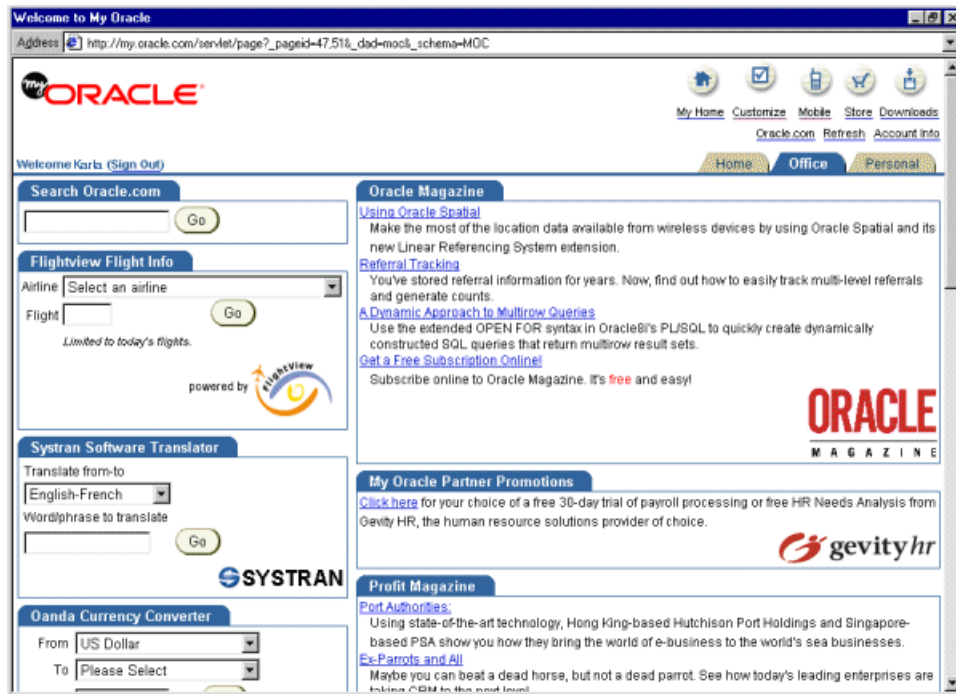 Welcome to My Oracle
Address http://my.oracle.com/servlet/page?_pageid=47,51&_dad=moc&_schema=MOC
my ORACLE
My Home Customize Mobile Store Downloads
Oracle.com Refresh Account Info
Welcome Karla (Sign Out)
Home Office Personal
Search Oracle.com
Go
Flightview Flight Info
Airline Select an airline
Flight Go
Limited to today's flights.
powered by FlightView
Systran Software Translator
Translate from-to
English-French
Word/phrase to translate
Go
SYSTRAN
Oanda Currency Converter
From US Dollar
To Please Select
Oracle Magazine
Using Oracle Spatial
Make the most of the location data available from wireless devices by using Oracle Spatial and its
new Linear Referencing System extension.
Referral Tracking
You've stored referral information for years. Now, find out how to easily track multi-level referrals
and generate counts.
A Dynamic Approach to Multirow Queries
Use the extended OPEN FOR syntax in Oracle8i's PL/SQL to quickly create dynamically
constructed SQL queries that return multirow result sets.
Get a Free Subscription Online!
Subscribe online to Oracle Magazine. It's free and easy!
ORACLE
MAGAZINE
My Oracle Partner Promotions
Click here for your choice of a free 30-day trial of payroll processing or free HR Needs Analysis from
Gevity HR, the human resource solutions provider of choice.
gevityhr
Profit Magazine
Port Authorities:
Using state-of-the-art technology, Hong King-based Hutchison Port Holdings and Singapore-
based PSA show you how they bring the world of e-business to the world's sea businesses.
Ex-Parrots and All
Maybe you can beat a dead horse, but not a dead parrot. See how today's leading enterprises are
taking CRM to the next level